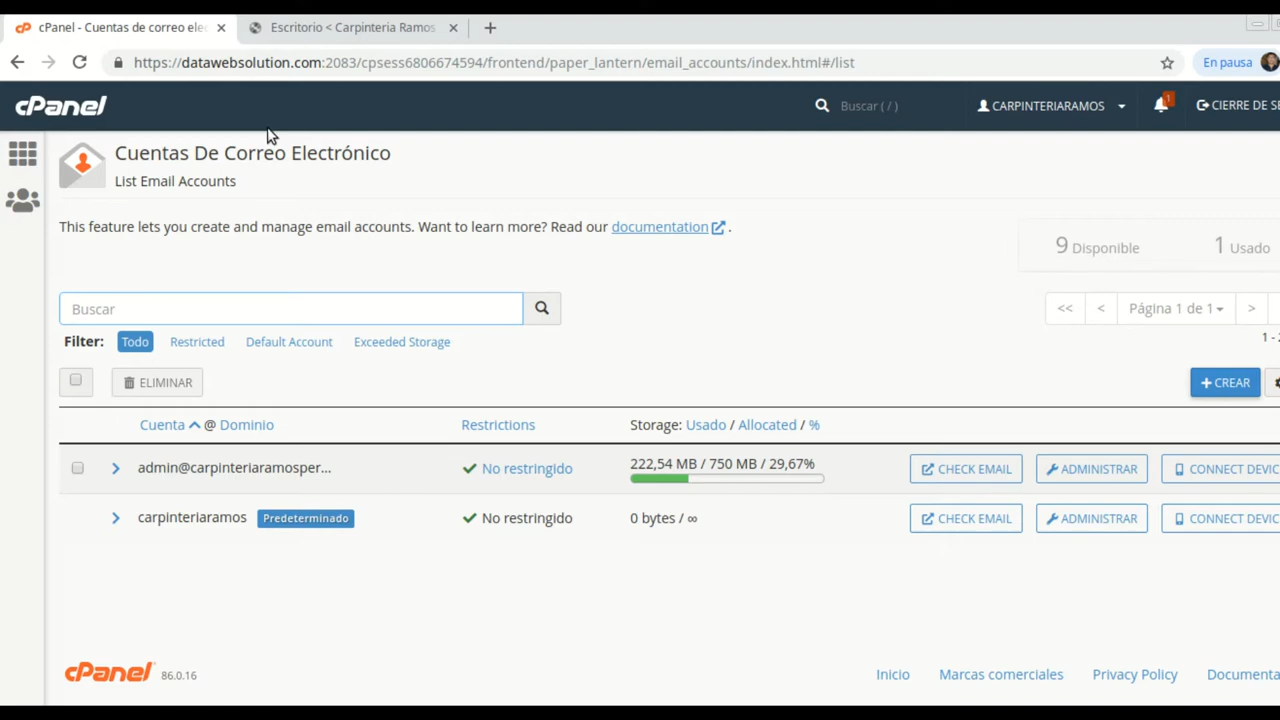 cPanel - Cuentas de correo ele
Escritorio < Carpinteria Ramos
https://datawebsolution.com:2083/cpsess6806674594/frontend/paper_lantern/email_accounts/index.html#/list
En pausa
cPanel
Buscar ( / )
CARPINTERIARAMOS
1
CIERRE DE SE
Cuentas De Correo Electrónico
List Email Accounts
This feature lets you create and manage email accounts. Want to learn more? Read our documentation .
9 Disponible
1 Usado
Buscar
<<
<
Página 1 de 1
>
1 - 2
Filter: Todo Restricted Default Account Exceeded Storage
ELIMINAR
+ CREAR
Cuenta @ Dominio
Restrictions
Storage: Usado / Allocated / %
admin@carpinteriaramosper...
No restringido
222,54 MB / 750 MB / 29,67%
CHECK EMAIL
ADMINISTRAR
CONNECT DEVIC
carpinteriaramos Predeterminado
No restringido
0 bytes / ∞
CHECK EMAIL
ADMINISTRAR
CONNECT DEVIC
cPanel 86.0.16
Inicio
Marcas comerciales
Privacy Policy
Documenta